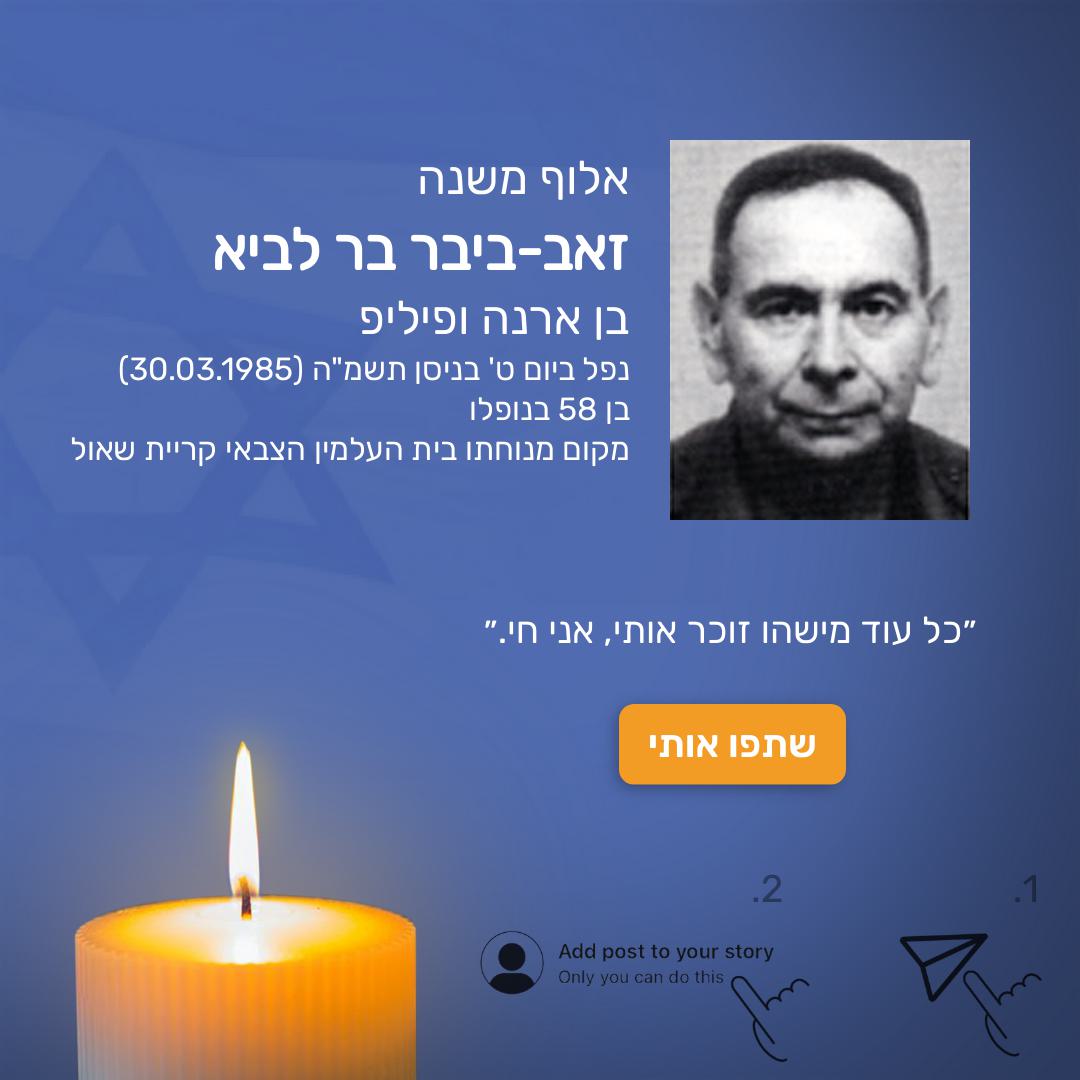 אלוף משנה
זאב-ביבר בר לביא
בן ארנה ופיליפ
נפל ביום ט' בניסן תשמ"ה (30.03.1985)
בן 58 בנופלו
מקום מנוחתו בית העלמין הצבאי קריית שאול
״כל עוד מישהו זוכר אותי, אני חי.״
שתפו אותי
.1
.2
Add post to your story
Only you can do this